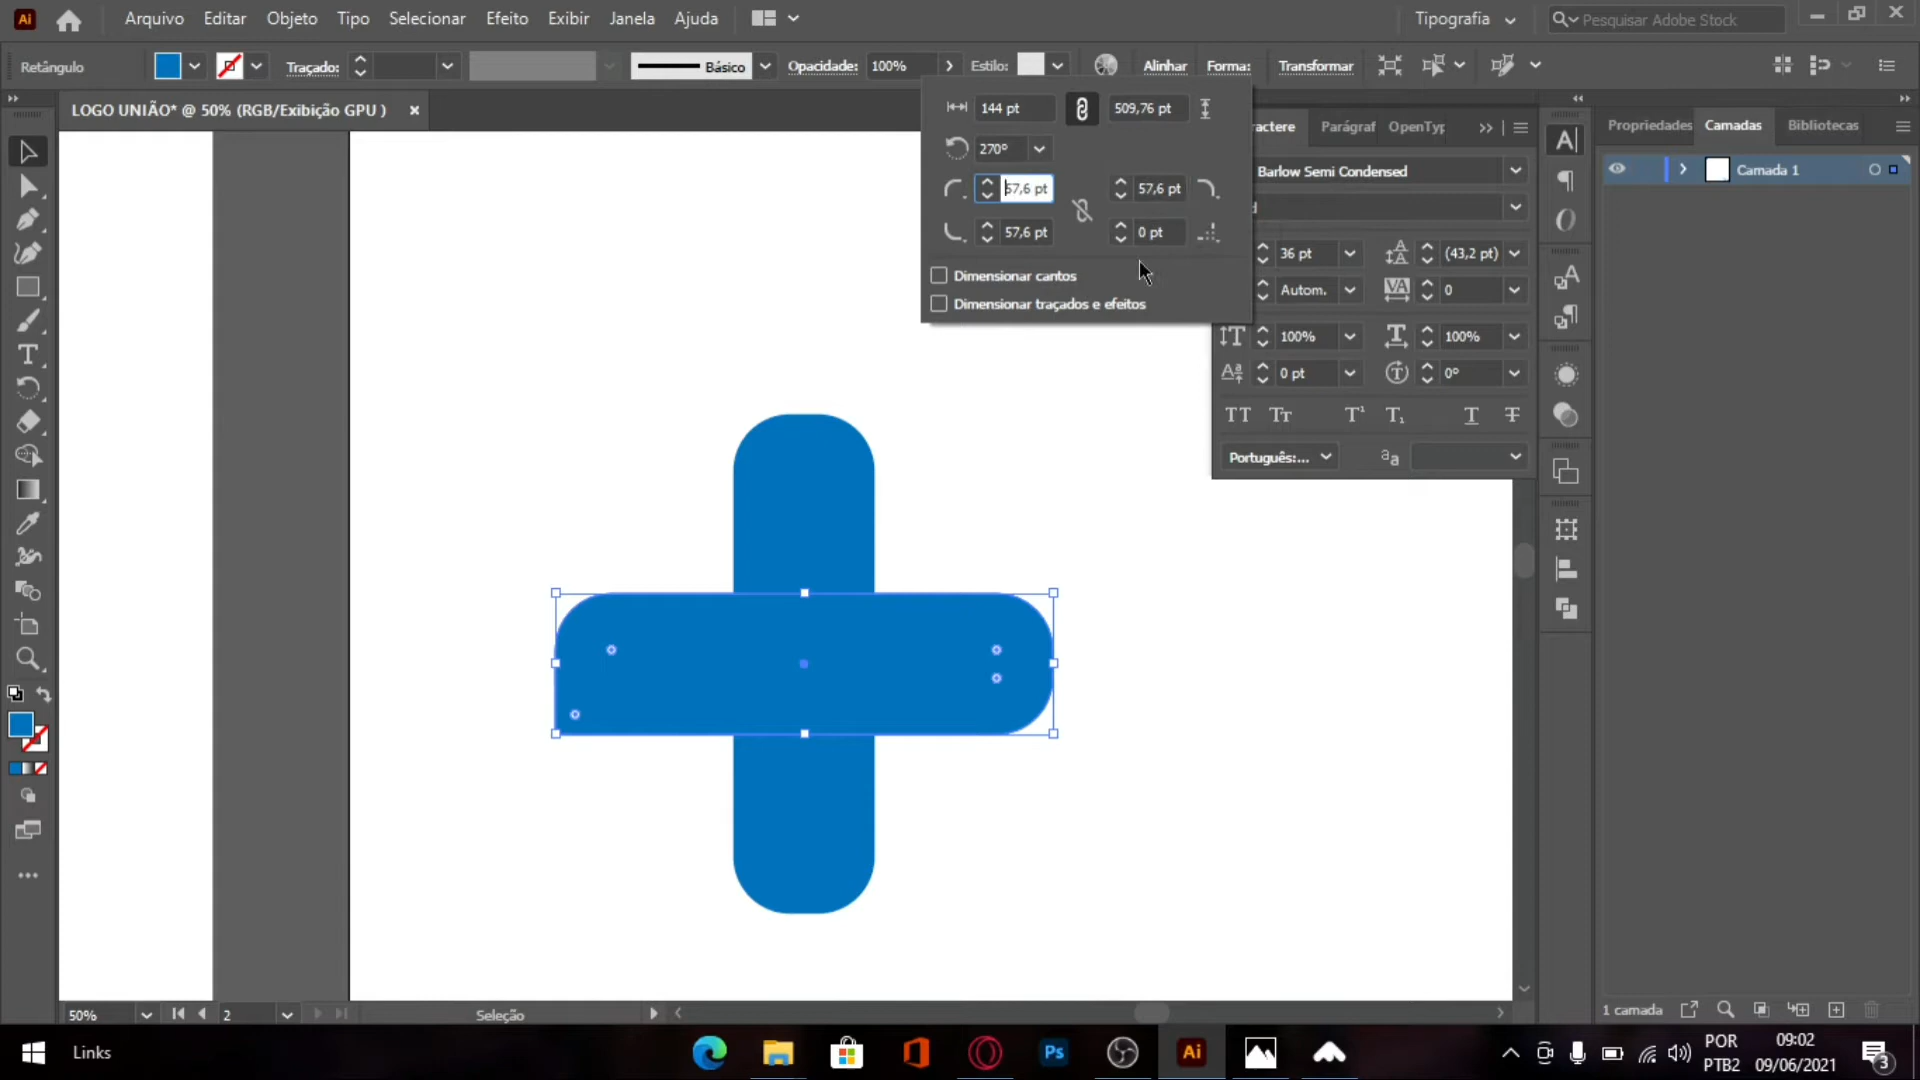 Ai
Arquivo Editar Objeto Tipo Selecionar Efeito Exibir Janela Ajuda
Tipografia
Pesquisar Adobe Stock
Retângulo
Traçado:
Básico
Opacidade: 100%
Estilo:
Alinhar
Forma:
Transformar
LOGO UNIÃO* @ 50% (RGB/Exibição GPU )
144 pt
509,76 pt
270°
57,6 pt
57,6 pt
57,6 pt
0 pt
Dimensionar cantos
Dimensionar traçados e efeitos
actere Parágraf OpenTyp
Barlow Semi Condensed
d
36 pt
(43,2 pt)
Autom.
0
100%
100%
0 pt
0°
Português:...
Propriedades Camadas Bibliotecas
Camada 1
50%
2
Seleção
1 camada
Links
Ps
Ai
POR
PTB2
09:02
09/06/2021
3